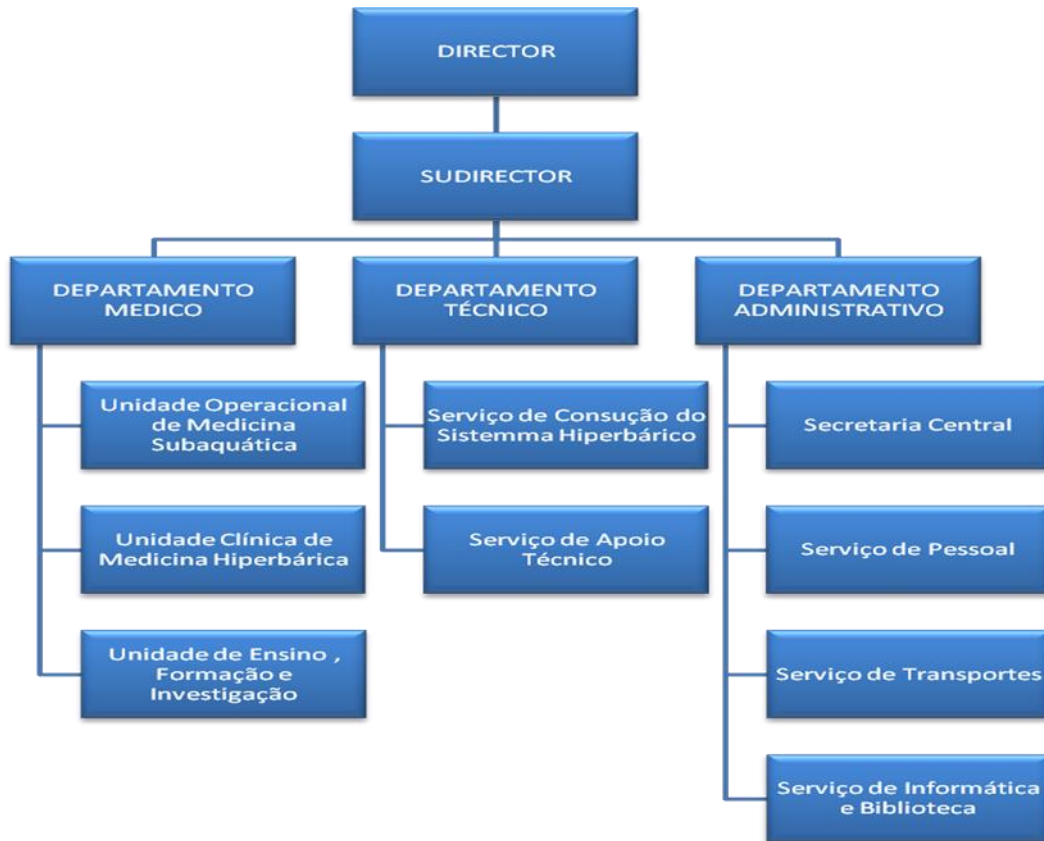 DIRECTOR
SUDIRECTOR
DEPARTAMENTO
MEDICO
Unidade Operacional
de Medicina
Subaquática
Unidade Clínica de
Medicina Hiperbárica
Unidade de Ensino ,
Formação e
Investigação
DEPARTAMENTO
TÉCNICO
Serviço de Consução do
Sistemma Hiperbárico
Serviço de Apoio
Técnico
DEPARTAMENTO
ADMINISTRATIVO
Secretaria Central
Serviço de Pessoal
Serviço de Transportes
Serviço de Informática
e Biblioteca